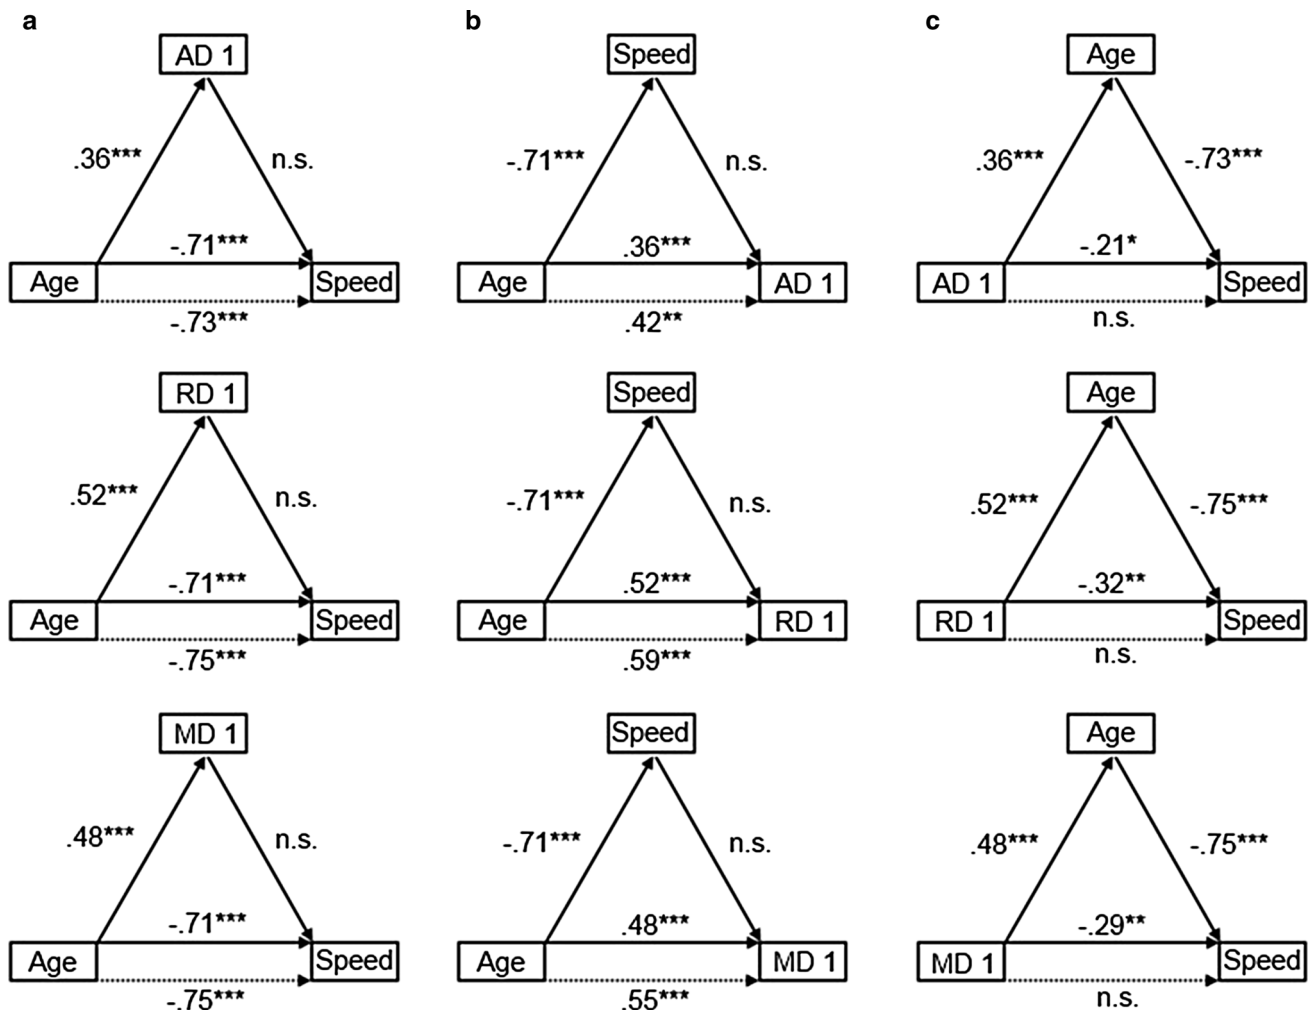 a b c
AD 1 Speed Age
.36*** n.s. -.71*** n.s. .36*** -.73***
-.71*** .36*** -.21*
Age Speed Age AD 1 AD 1 Speed
-.73*** .42** n.s.
RD 1 Speed Age
.52*** n.s. -.71*** n.s. .52*** -.75***
-.71*** .52*** -.32**
Age Speed Age RD 1 RD 1 Speed
-.75*** .59*** n.s.
MD 1 Speed Age
.48*** n.s. -.71*** n.s. .48*** -.75***
-.71*** .48*** -.29**
Age Speed Age MD 1 MD 1 Speed
-.75*** .55*** n.s.